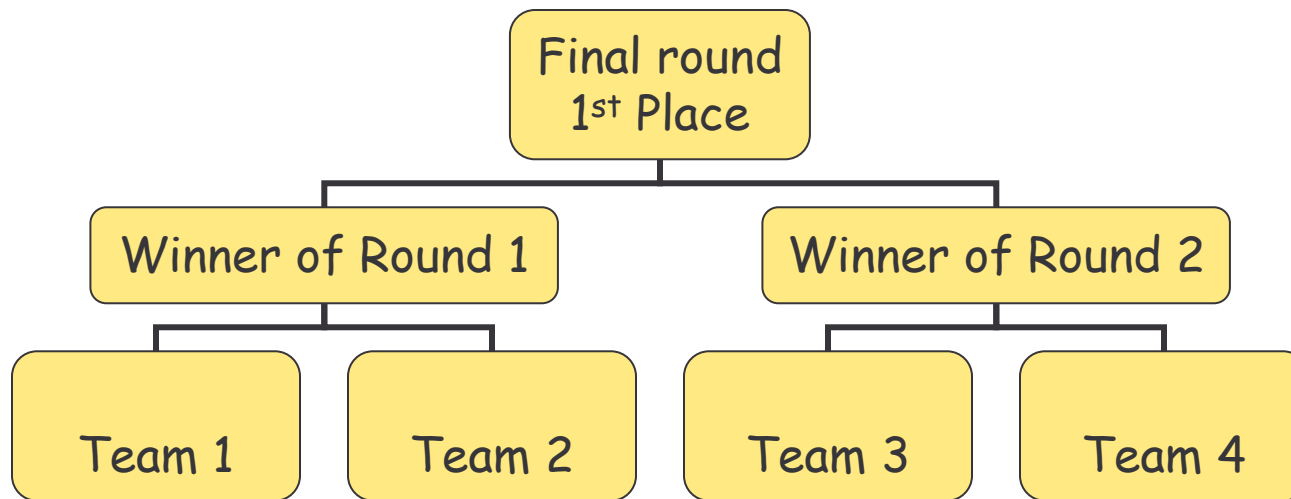 Final round
1st Place
Winner of Round 1
Winner of Round 2
Team 1
Team 2
Team 3
Team 4